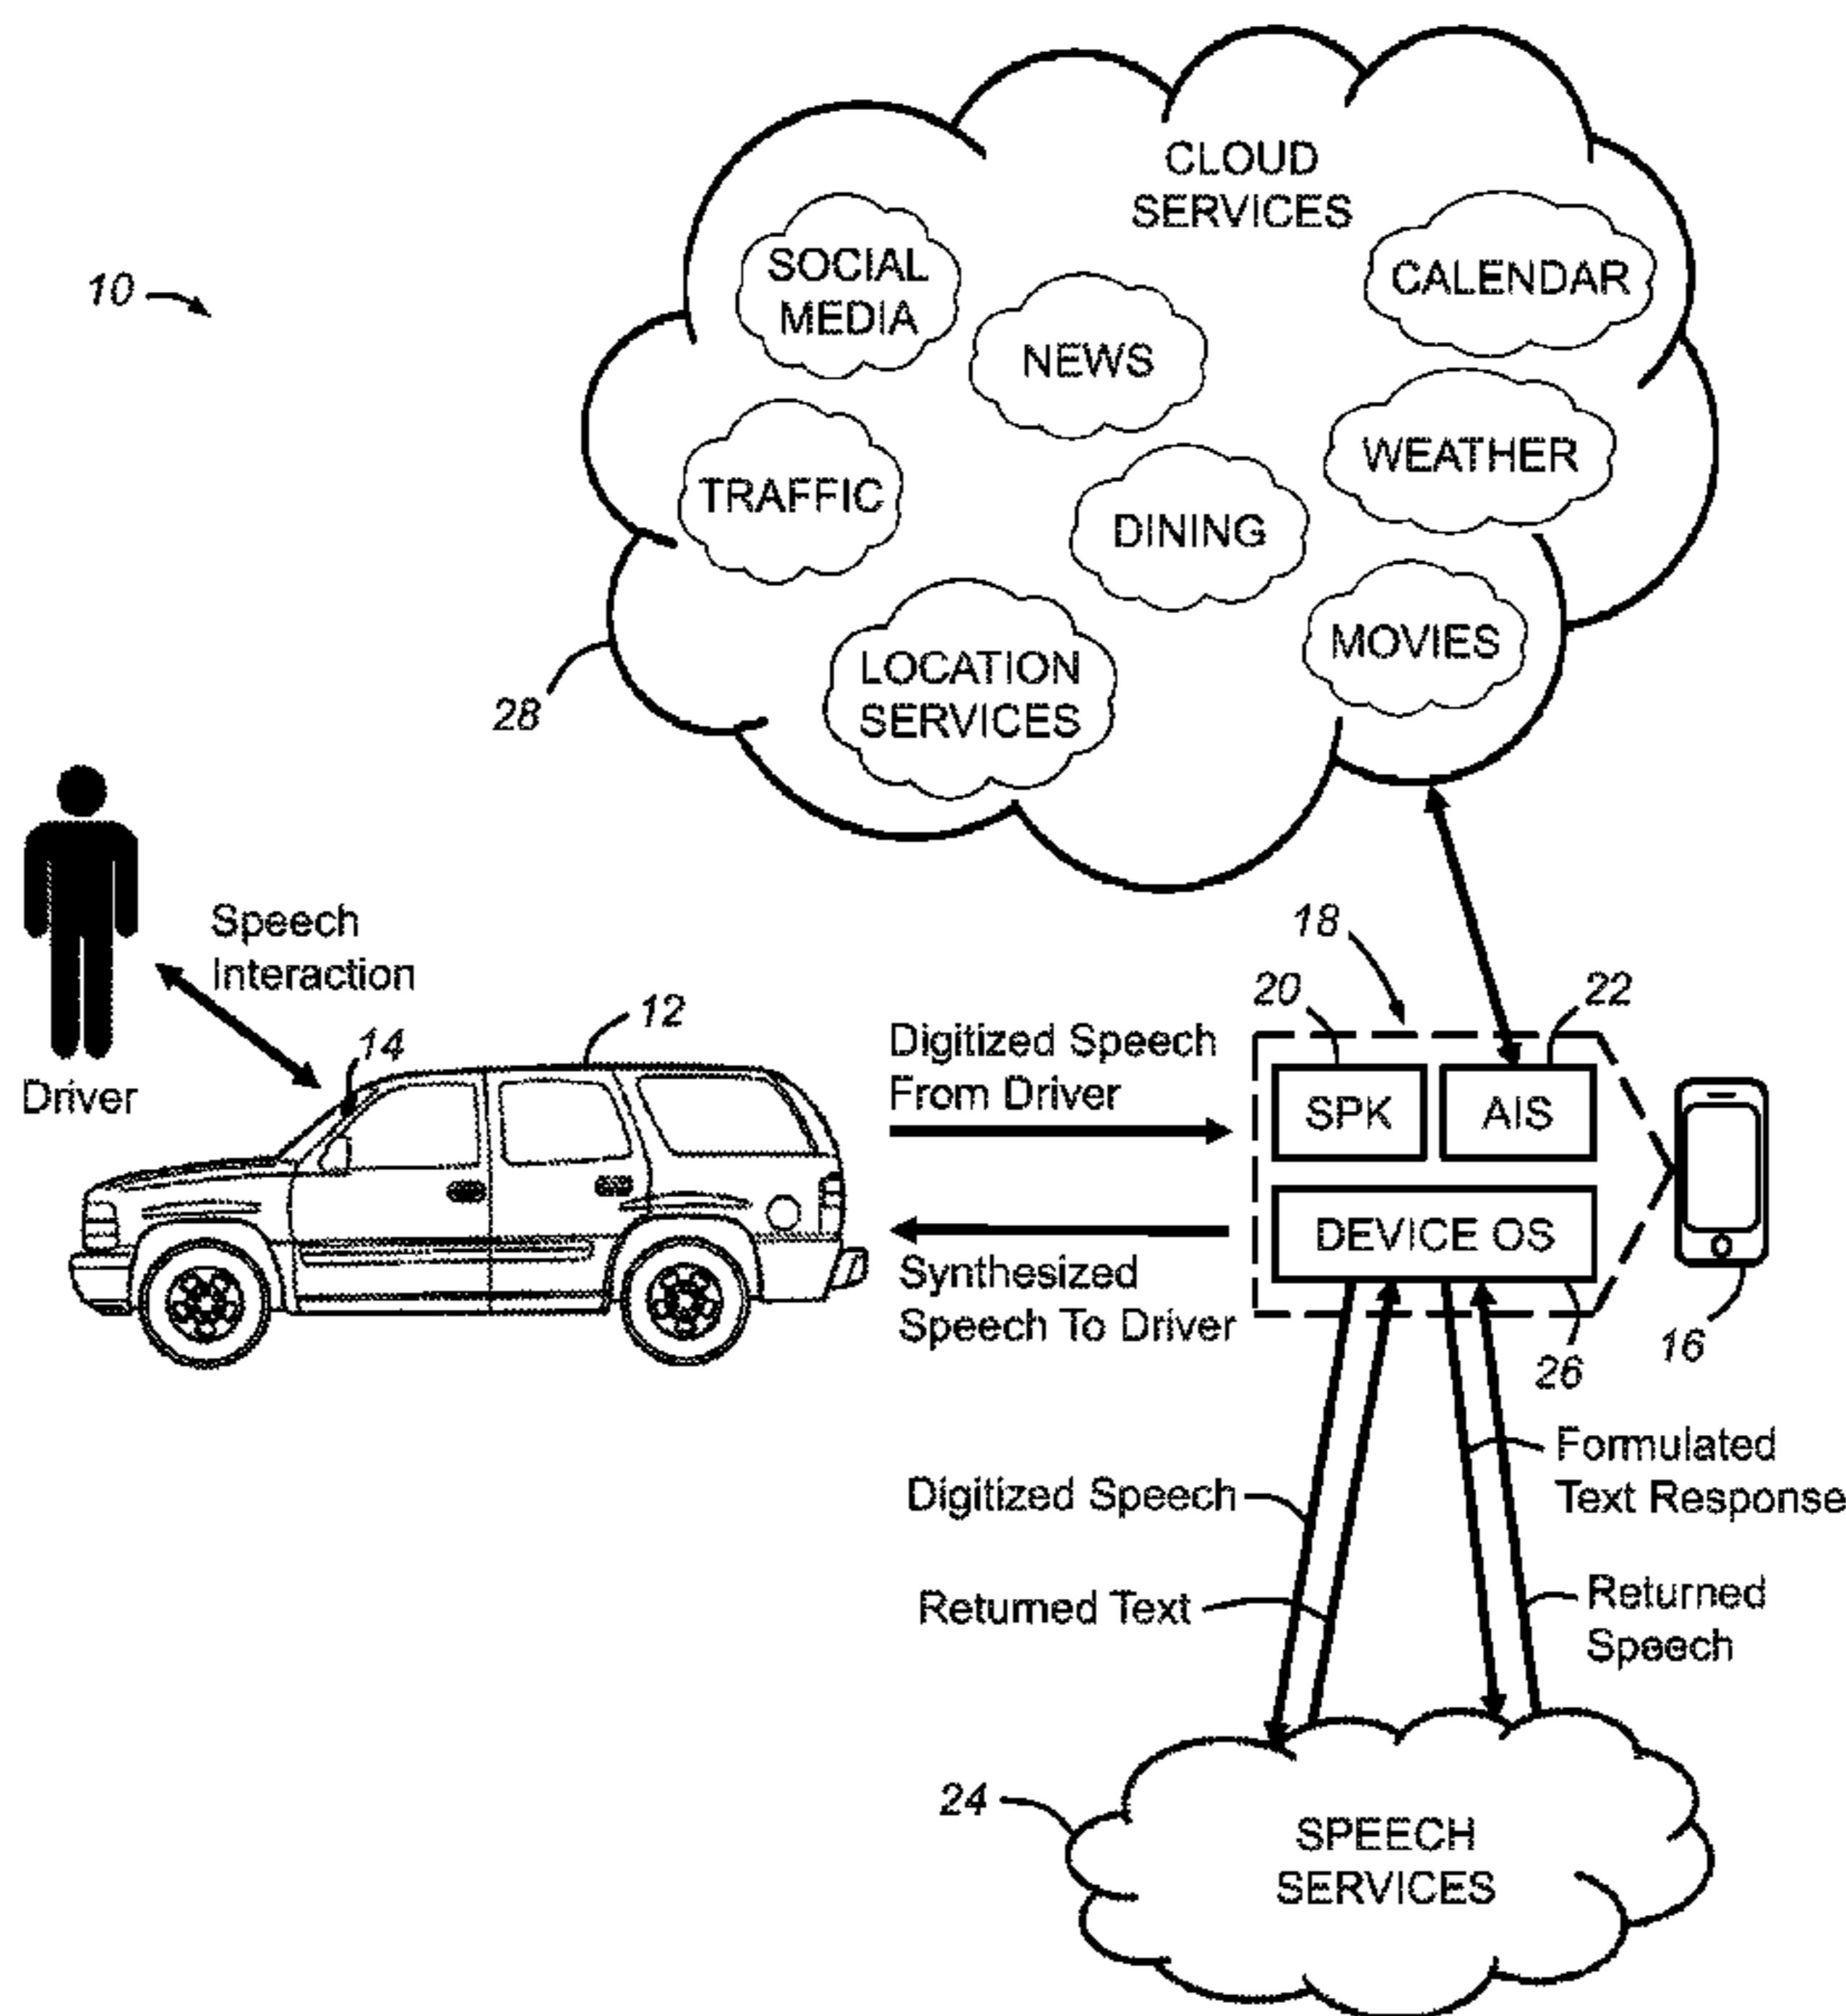 CLOUD
SERVICES
SOCIAL
MEDIA
CALENDAR
10
NEWS
WEATHER
TRAFFIC
DINING
MOVIES
LOCATION
SERVICES
28
Speech
Interaction
Driver
14
12
Digitized Speech
From Driver
Synthesized
Speech To Driver
18
20
22
SPK
AIS
DEVICE OS
16
26
Formulated
Text Response
Digitized Speech
Returned Text
Returned
Speech
24
SPEECH
SERVICES